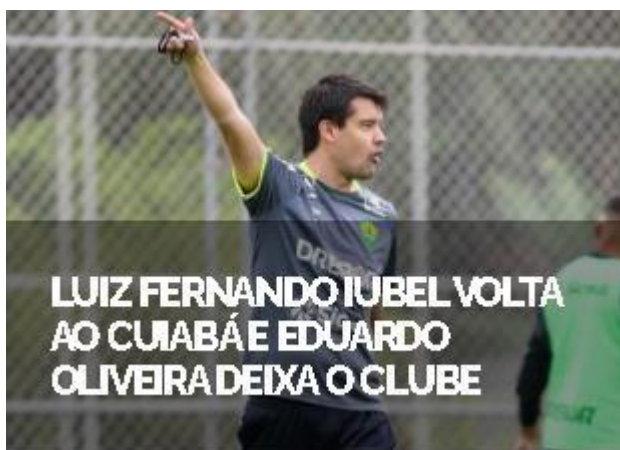 LUIZ FERNANDO IUBEL VOLTA
AO CUIABÁ E EDUARDO
OLIVEIRA DEIXA O CLUBE